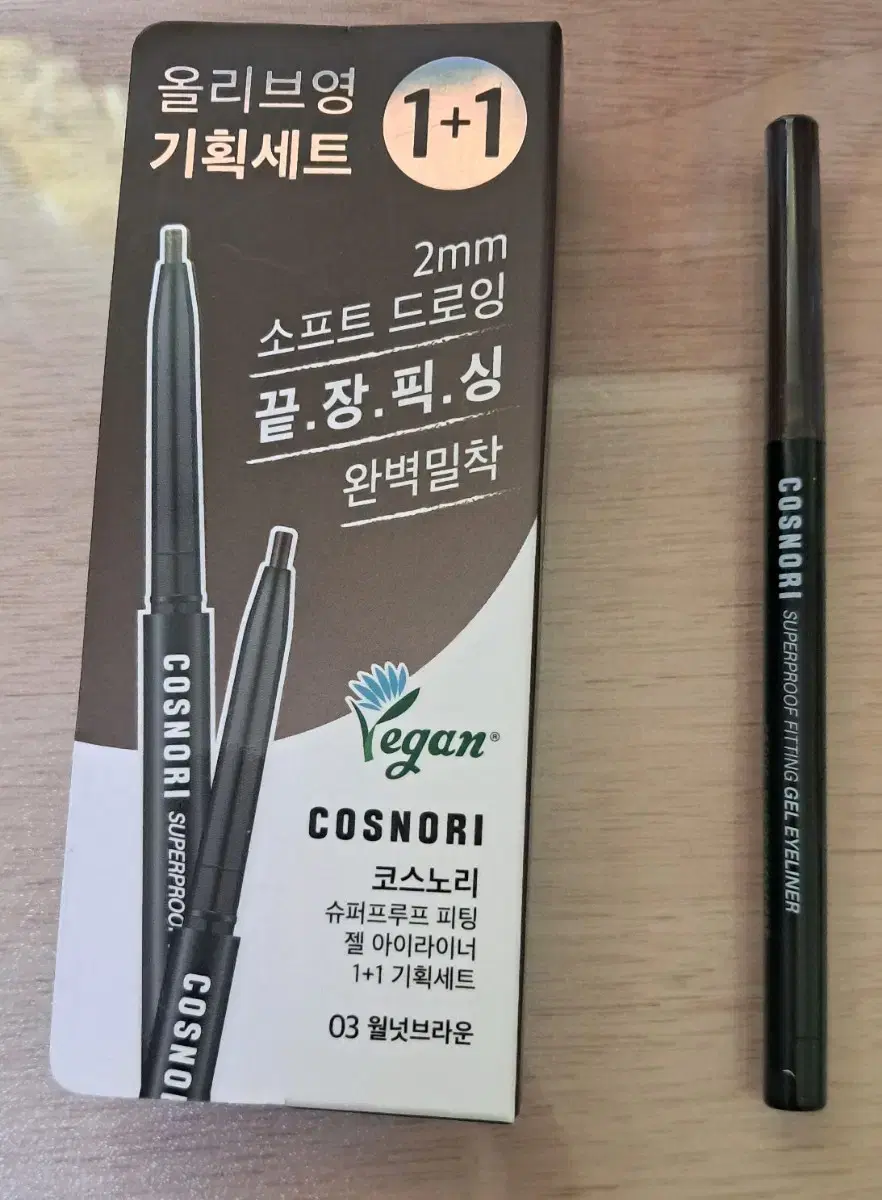 올리브영
기획세트
1+1
2mm
소프트 드로잉
끝.장.픽.싱
완벽밀착
COSNORI SUPERPROO.
COSNO
Vegan®
COSNORI
코스노리
슈퍼프루프 피팅
젤 아이라이너
1+1 기획세트
03 월넛브라운
COSNORI SUPERPROOF FITTING GEL EYELINER